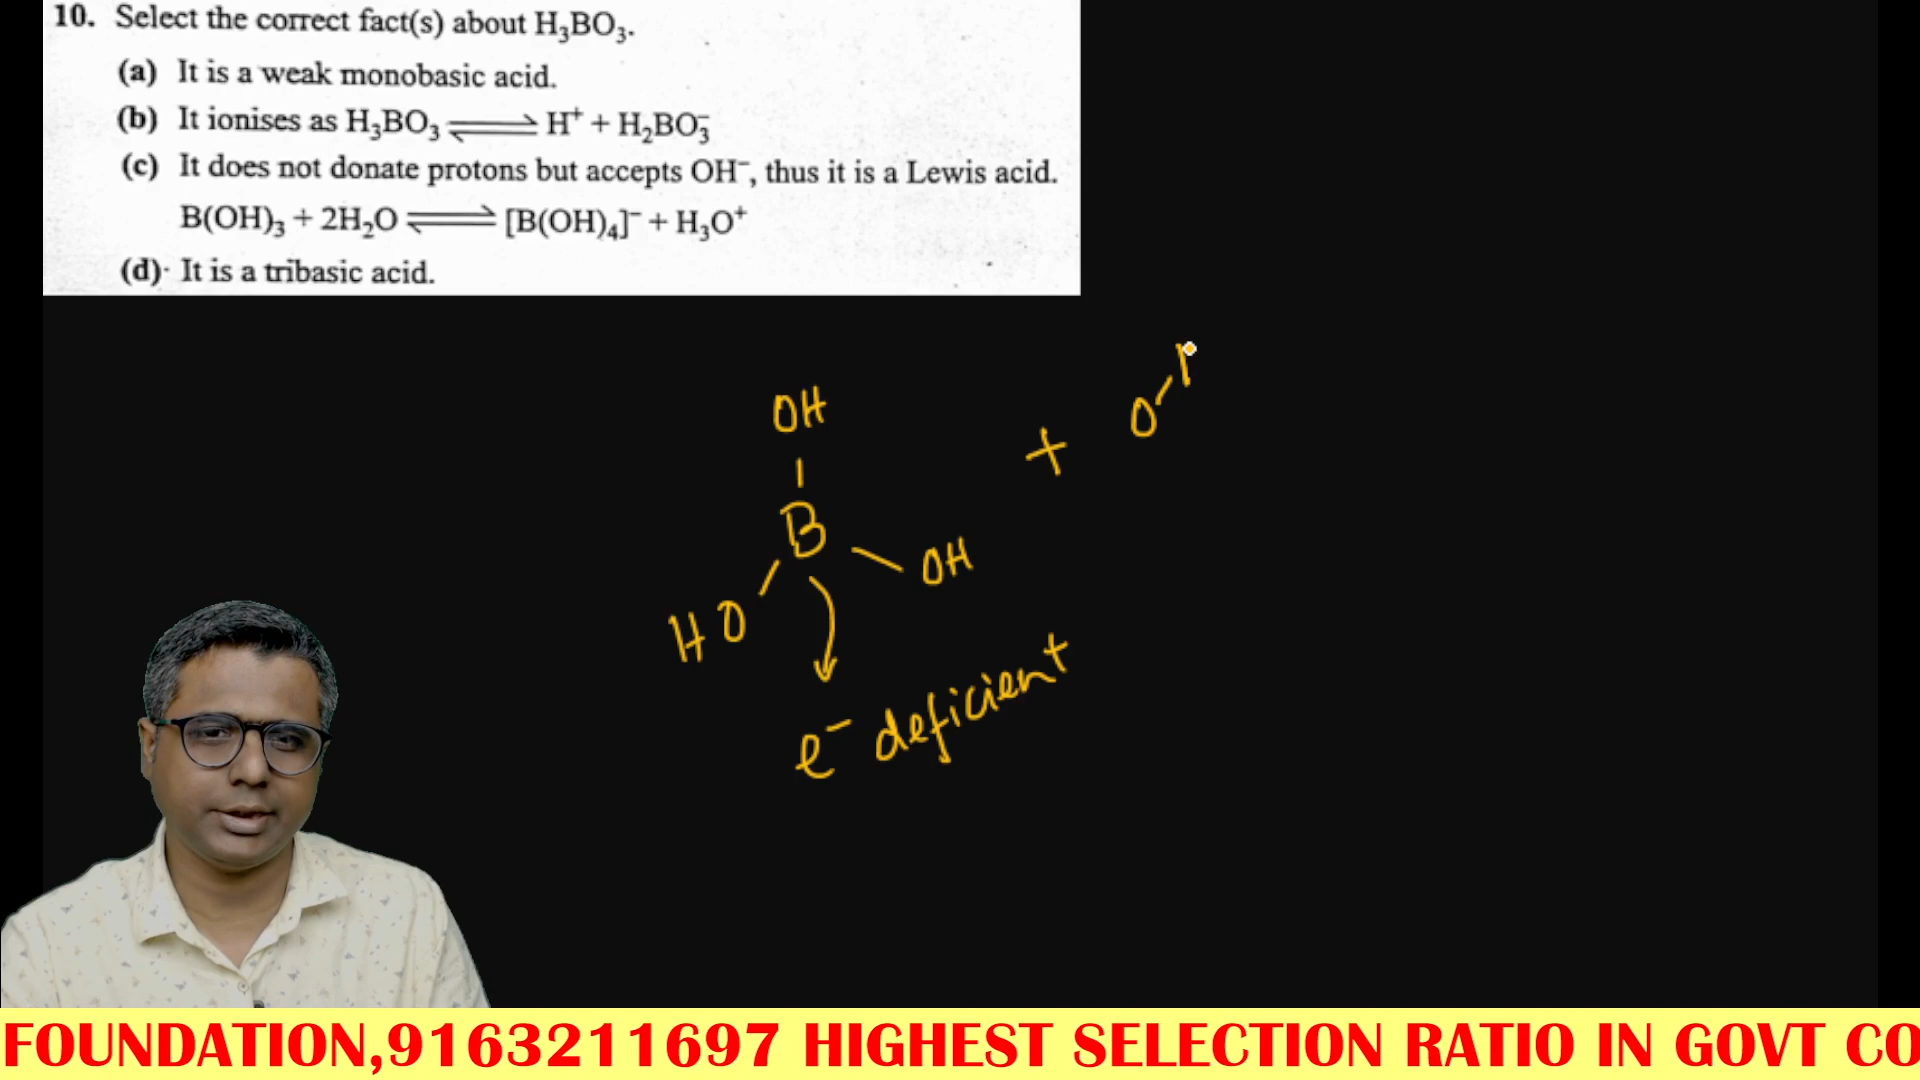 10. Select the correct fact(s) about H₃BO₃.
(a) It is a weak monobasic acid.
(b) It ionises as H₃BO₃ ⇌ H⁺ + H₂BO₃⁻
(c) It does not donate protons but accepts OH⁻, thus it is a Lewis acid.
B(OH)₃ + 2H₂O ⇌ [B(OH)₄]⁻ + H₃O⁺
(d) It is a tribasic acid.
OH
+ O-
B
OH
HO
e⁻ deficient
FOUNDATION,9163211697 HIGHEST SELECTION RATIO IN GOVT CO